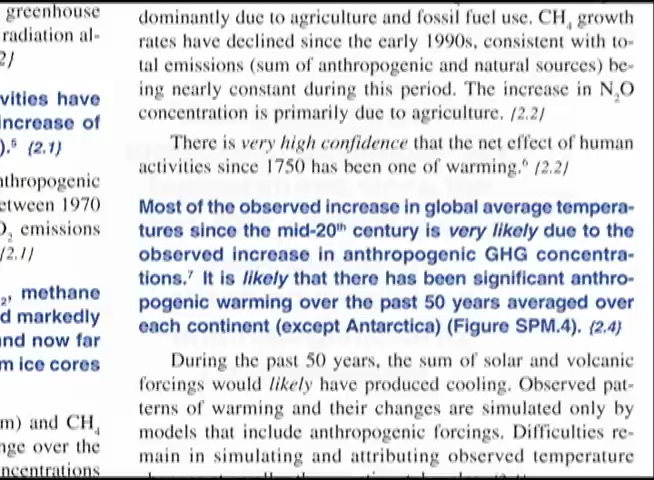 greenhouse
radiation al-
2}
vities have
increase of
).⁵ {2.1}
nthropogenic
etween 1970
O₂ emissions
{2.1}
₂, methane
d markedly
and now far
m ice cores
m) and CH₄
nge over the
ncentrations
dominantly due to agriculture and fossil fuel use. CH₄ growth
rates have declined since the early 1990s, consistent with to-
tal emissions (sum of anthropogenic and natural sources) be-
ing nearly constant during this period. The increase in N₂O
concentration is primarily due to agriculture. {2.2}
There is very high confidence that the net effect of human
activities since 1750 has been one of warming.⁶ {2.2}
Most of the observed increase in global average tempera-
tures since the mid-20th century is very likely due to the
observed increase in anthropogenic GHG concentra-
tions.⁷ It is likely that there has been significant anthro-
pogenic warming over the past 50 years averaged over
each continent (except Antarctica) (Figure SPM.4). {2.4}
During the past 50 years, the sum of solar and volcanic
forcings would likely have produced cooling. Observed pat-
terns of warming and their changes are simulated only by
models that include anthropogenic forcings. Difficulties re-
main in simulating and attributing observed temperature